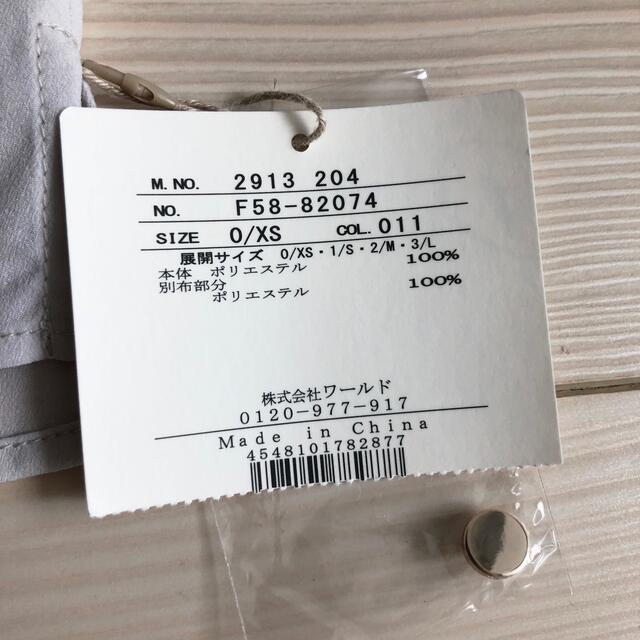 M.NO. 2913 204
NO. F58-82074
SIZE 0/XS COL. 011
展開サイズ 0/XS・1/S・2/M・3/L
本体 ポリエステル 100%
別布部分
ポリエステル 100%
株式会社ワールド
0120-977-917
Made in China
4548101782877